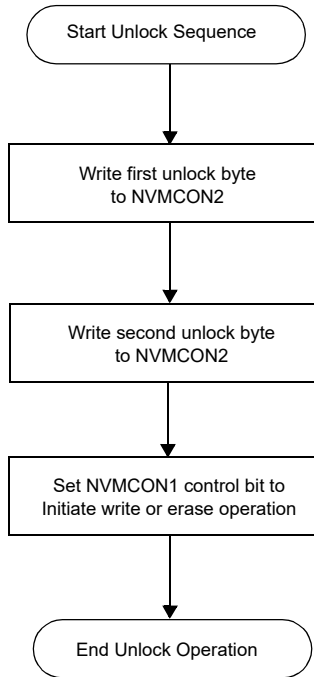 Start Unlock Sequence
Write first unlock byte
to NVMCON2
Write second unlock byte
to NVMCON2
Set NVMCON1 control bit to
Initiate write or erase operation
End Unlock Operation